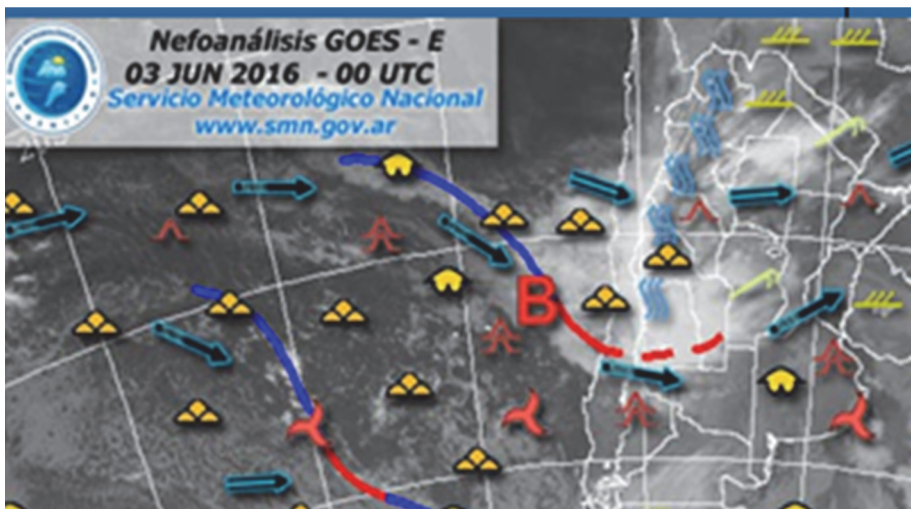 Nefoanálisis GOES - E
03 JUN 2016 - 00 UTC
Servicio Meteorológico Nacional
www.smn.gov.ar
B